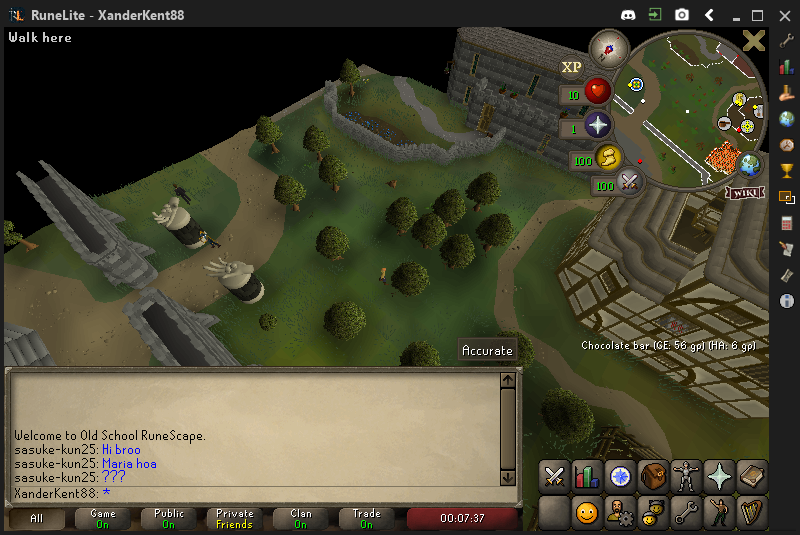 RuneLite - XanderKent88
Walk here
XP
10
1
100
100
WIKI
Chocolate bar (GE: 56 gp) (HA: 6 gp)
Accurate
Welcome to Old School RuneScape.
sasuke-kun25: Hi broo
sasuke-kun25: Maria hoa
sasuke-kun25: ???
XanderKent88: *
All
Game
On
Public
On
Private
Friends
Clan
On
Trade
On
00:07:37